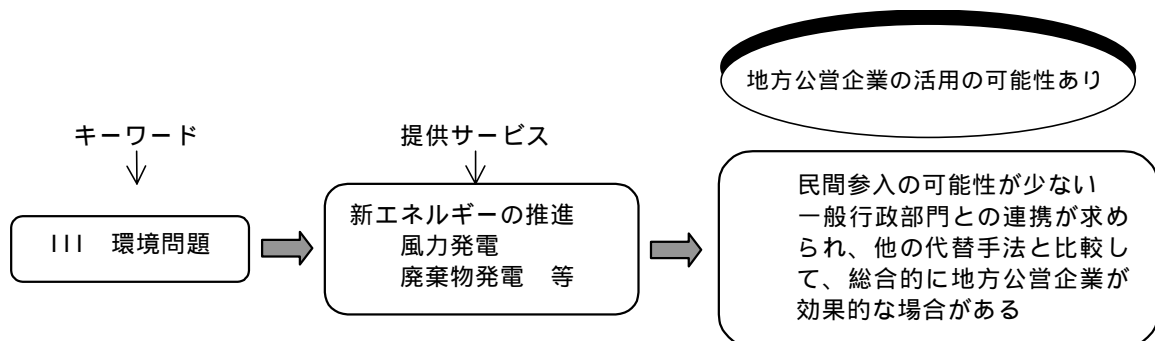 地方公営企業の活用の可能性あり
キーワード
提供サービス
III 環境問題
新エネルギーの推進
風力発電
廃棄物発電 等
民間参入の可能性が少ない
一般行政部門との連携が求め
られ、他の代替手法と比較し
て、総合的に地方公営企業が
効果的な場合がある